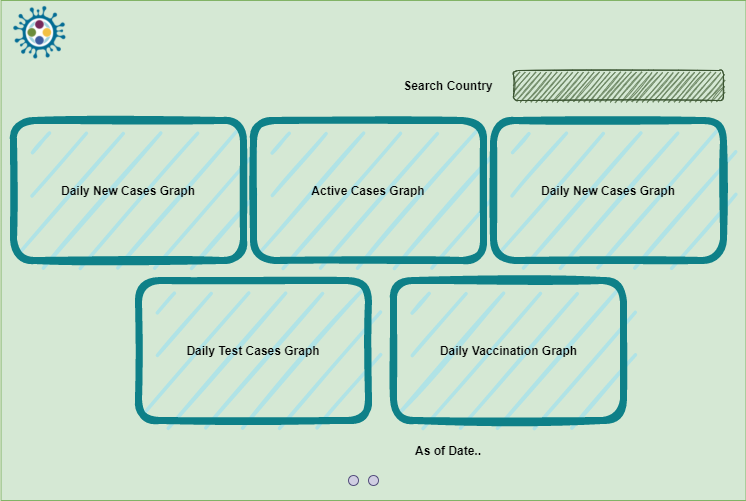 Search Country
Daily New Cases Graph
Active Cases Graph
Daily New Cases Graph
Daily Test Cases Graph
Daily Vaccination Graph
As of Date..